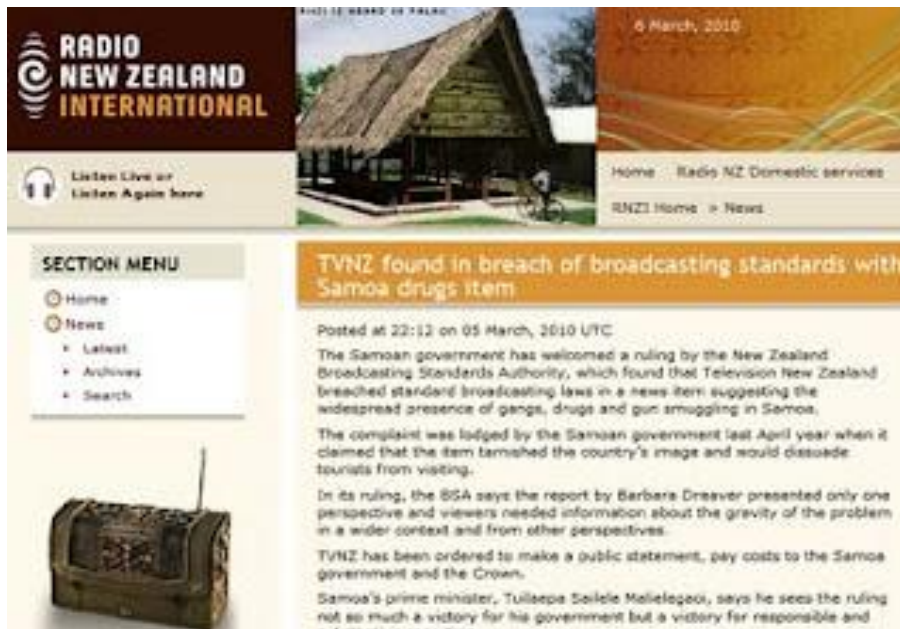 RADIO
NEW ZEALAND
INTERNATIONAL
6 March, 2010
Listen Live or
Listen Again here
Home Radio NZ Domestic services
RNZI Home » News
SECTION MENU
Home
News
Latest
Archives
Search
TVNZ found in breach of broadcasting standards with
Samoa drugs item
Posted at 22:12 on 05 March, 2010 UTC
The Samoan government has welcomed a ruling by the New Zealand
Broadcasting Standards Authority, which found that Television New Zealand
breached standard broadcasting laws in a news item suggesting the
widespread presence of gangs, drugs and gun smuggling in Samoa.
The complaint was lodged by the Samoan government last April year when it
claimed that the item tarnished the country's image and would dissuade
tourists from visiting.
In its ruling, the BSA says the report by Barbara Dreaver presented only one
perspective and viewers needed information about the gravity of the problem
in a wider context and from other perspectives.
TVNZ has been ordered to make a public statement, pay costs to the Samoa
government and the Crown.
Samoa's prime minister, Tuilaepa Sailele Malielegaoi, says he sees the ruling
not so much a victory for his government but a victory for responsible and